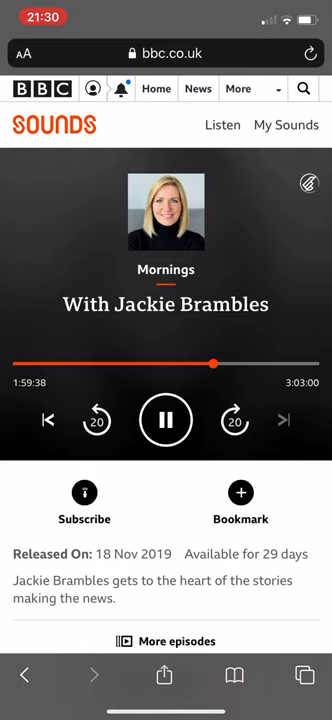 21:30
AA bbc.co.uk
BBC Home News More
SOUNDS Listen My Sounds
Mornings
With Jackie Brambles
1:59:38 3:03:00
20 20
Subscribe Bookmark
Released On: 18 Nov 2019 Available for 29 days
Jackie Brambles gets to the heart of the stories
making the news.
More episodes